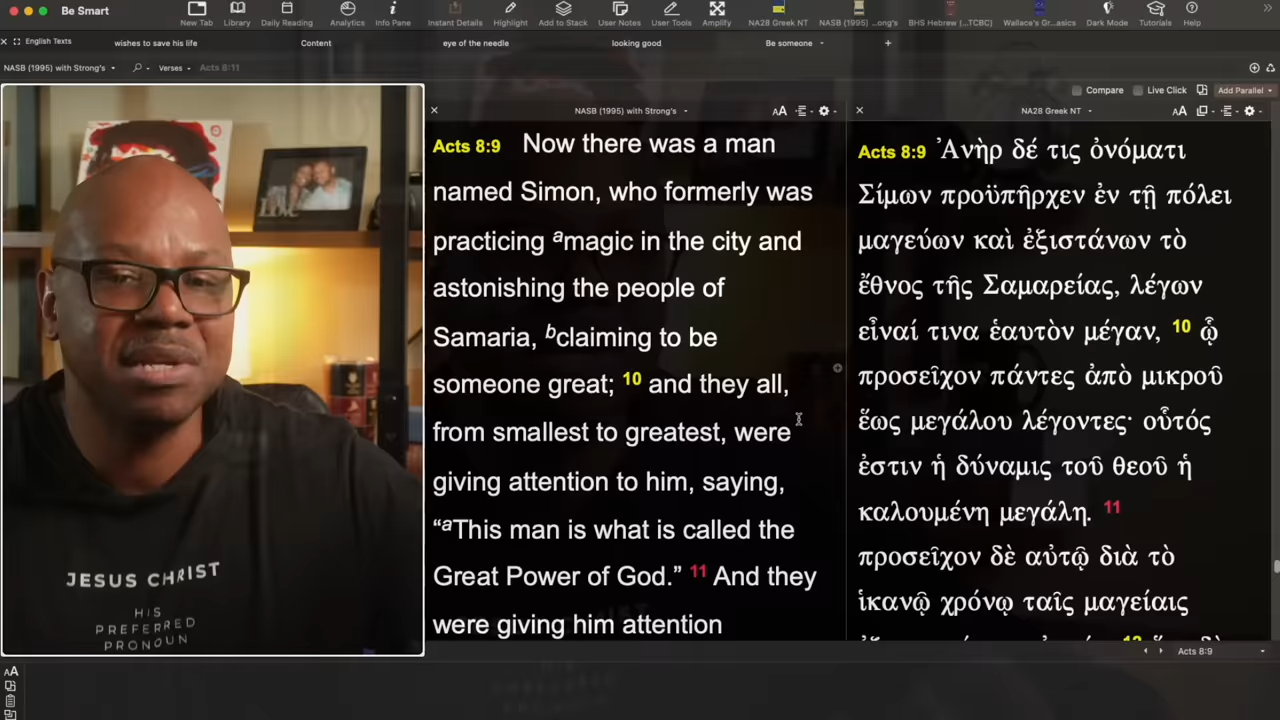 Be Smart
New Tab
Library
Daily Reading
Analytics
Info Pane
Instant Details
Highlight
Add to Stack
User Notes
User Tools
Amplify
NA28 Greek NT
NASB (1995) ...ong's
BHS Hebrew (...TCBC)
Wallace's Gr...asics
Dark Mode
Tutorials
Help
English Texts
wishes to save his life
Content
eye of the needle
looking good
Be someone
NASB (1995) with Strong's
Verses
Acts 8:11
Compare
Live Click
Add Parallel
NASB (1995) with Strong's
Acts 8:9 Now there was a man
named Simon, who formerly was
practicing ᵃmagic in the city and
astonishing the people of
Samaria, ᵇclaiming to be
someone great; 10 and they all,
from smallest to greatest, were
giving attention to him, saying,
“ᵃThis man is what is called the
Great Power of God.” 11 And they
were giving him attention
NA28 Greek NT
Acts 8:9 Ἀνὴρ δέ τις ὀνόματι
Σίμων προϋπῆρχεν ἐν τῇ πόλει
μαγεύων καὶ ἐξιστάνων τὸ
ἔθνος τῆς Σαμαρείας, λέγων
εἶναί τινα ἑαυτὸν μέγαν, 10 ᾧ
προσεῖχον πάντες ἀπὸ μικροῦ
ἕως μεγάλου λέγοντες· οὗτός
ἐστιν ἡ δύναμις τοῦ θεοῦ ἡ
καλουμένη μεγάλη. 11
προσεῖχον δὲ αὐτῷ διὰ τὸ
ἱκανῷ χρόνῳ ταῖς μαγείαις
Acts 8:9
LOVE
JESUS CHRIST
HIS
PREFERRED
PRONOUN